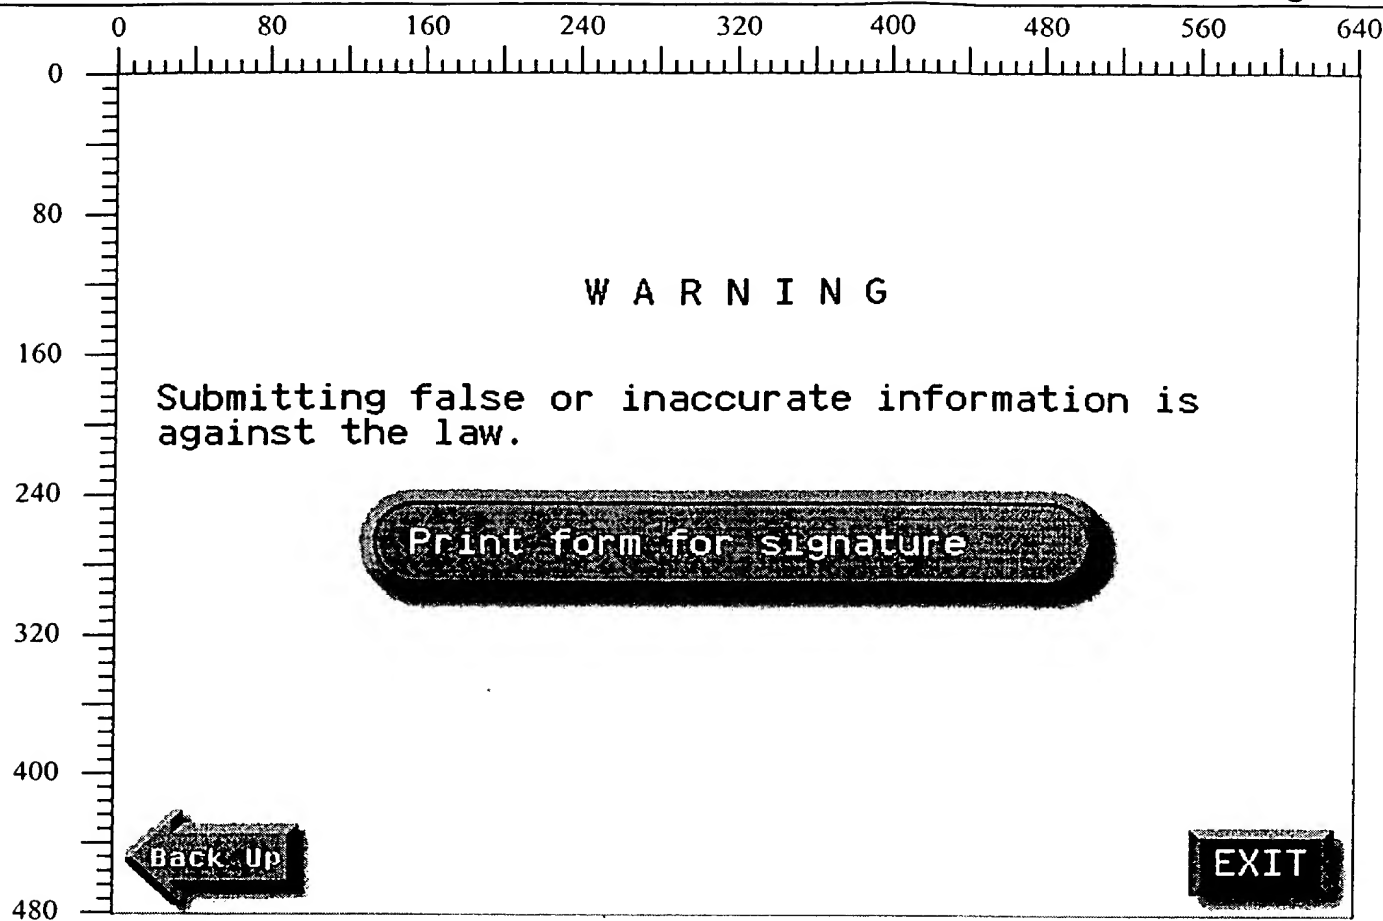 0 80 160 240 320 400 480 560 640
0
80
W A R N I N G
160
Submitting false or inaccurate information is
against the law.
240
Print form for signature
320
400
Back Up
EXIT
480